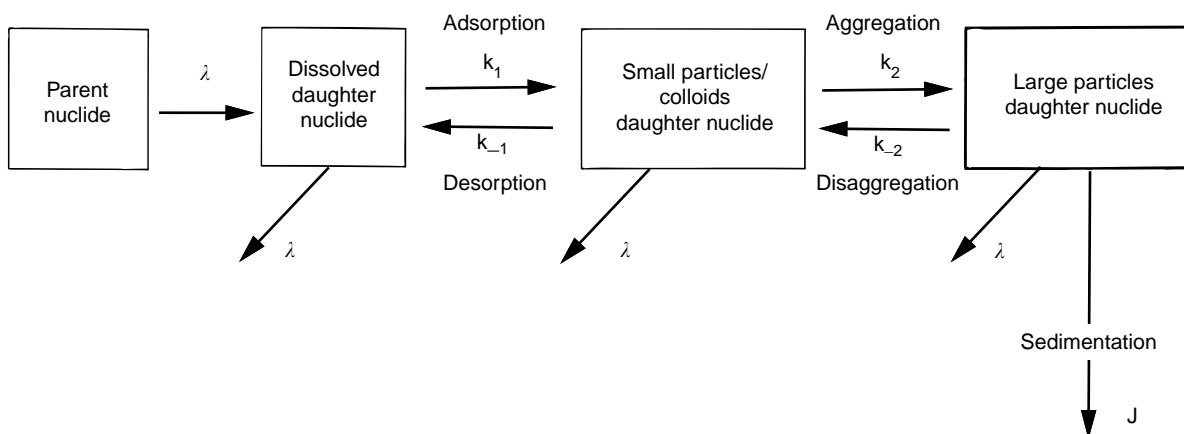 Parent
nuclide
λ
Dissolved
daughter
nuclide
λ
Adsorption
k1
k–1
Desorption
Small particles/
colloids
daughter nuclide
λ
Aggregation
k2
k–2
Disaggregation
Large particles
daughter nuclide
λ
Sedimentation
J